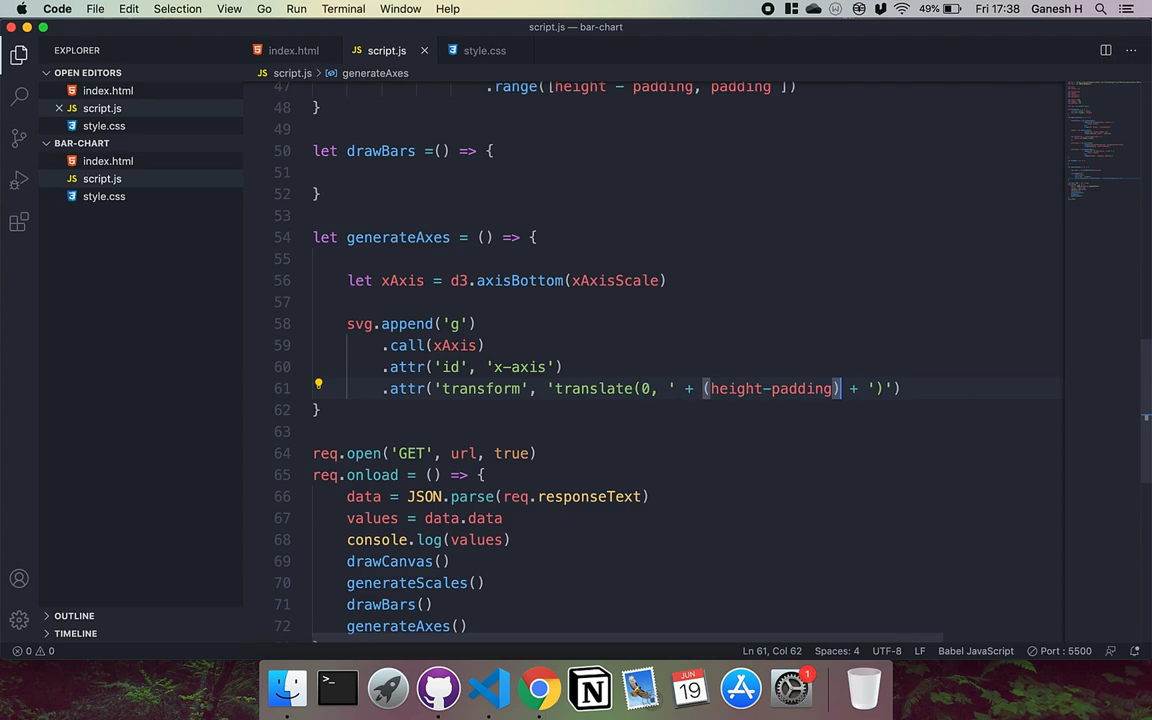 Code File Edit Selection View Go Run Terminal Window Help 49% Fri 17:38 Ganesh H
script.js — bar-chart
EXPLORER
index.html JS script.js style.css
JS script.js > generateAxes
OPEN EDITORS
index.html
JS script.js
style.css
BAR-CHART
index.html
JS script.js
style.css
47 .range([height - padding, padding ])
48 }
49
50 let drawBars =() => {
51
52 }
53
54 let generateAxes = () => {
55
56 let xAxis = d3.axisBottom(xAxisScale)
57
58 svg.append('g')
59 .call(xAxis)
60 .attr('id', 'x-axis')
61 .attr('transform', 'translate(0, ' + (height-padding) + ')')
62 }
63
64 req.open('GET', url, true)
65 req.onload = () => {
66 data = JSON.parse(req.responseText)
67 values = data.data
68 console.log(values)
69 drawCanvas()
70 generateScales()
71 drawBars()
72 generateAxes()
OUTLINE
TIMELINE
0 0 Ln 61, Col 62 Spaces: 4 UTF-8 LF Babel JavaScript Port : 5500
JUN
19
1